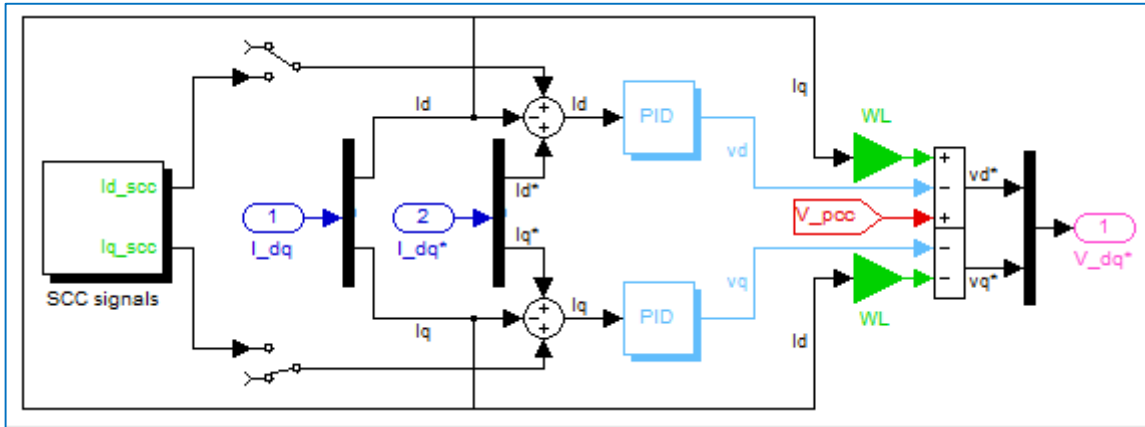 Id_scc
Iq_scc
SCC signals
1
I_dq
Id
Iq
2
I_dq*
Id*
Iq*
+
−
+
+
Id
−
+
+
Iq
PID
vd
PID
vq
Iq
WL
V_pcc
WL
Id
+
−
+
−
−
vd*
vq*
1
V_dq*